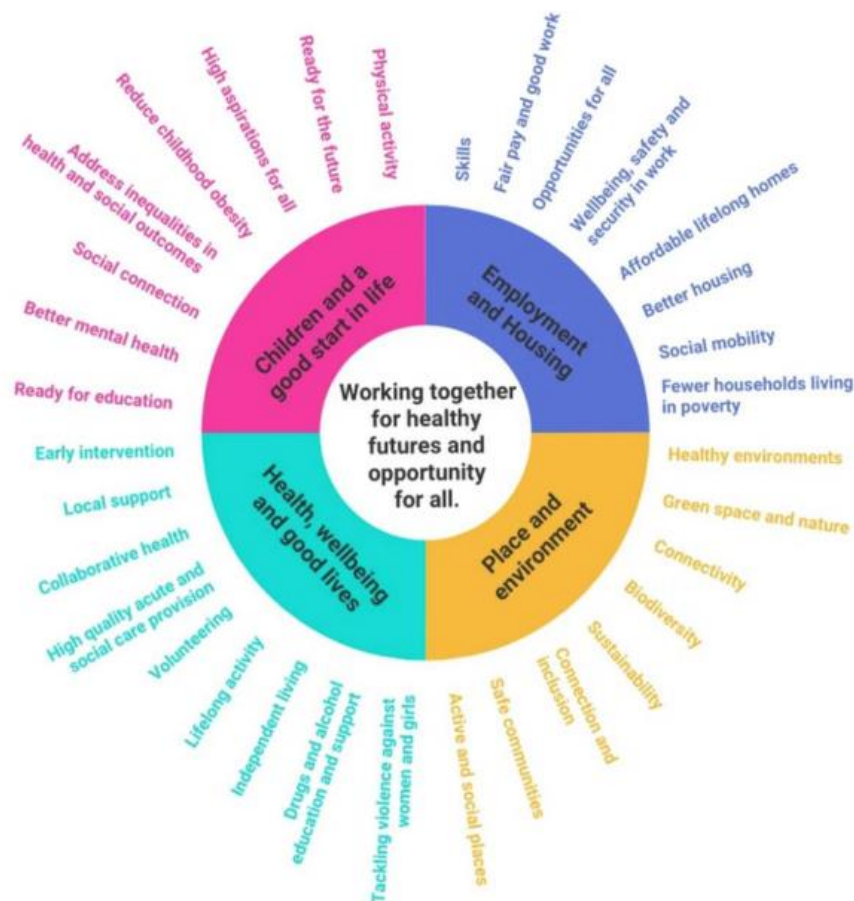 Physical activity
Ready for the future
High aspirations for all
Reduce childhood obesity
Address inequalities in
health and social outcomes
Social connection
Better mental health
Ready for education
Skills
Fair pay and good work
Opportunities for all
Wellbeing, safety and
security in work
Affordable lifelong homes
Better housing
Social mobility
Fewer households living
in poverty
Children and a
good start in life
Employment
and Housing
Working together
for healthy
futures and
opportunity
for all.
Health, wellbeing
and good lives
Place and
environment
Early intervention
Local support
Collaborative health
High quality acute and
social care provision
Volunteering
Lifelong activity
Independent living
Drugs and alcohol
education and support
Tackling violence against
women and girls
Healthy environments
Green space and nature
Connectivity
Biodiversity
Sustainability
Connection and
inclusion
Safe communities
Active and social places